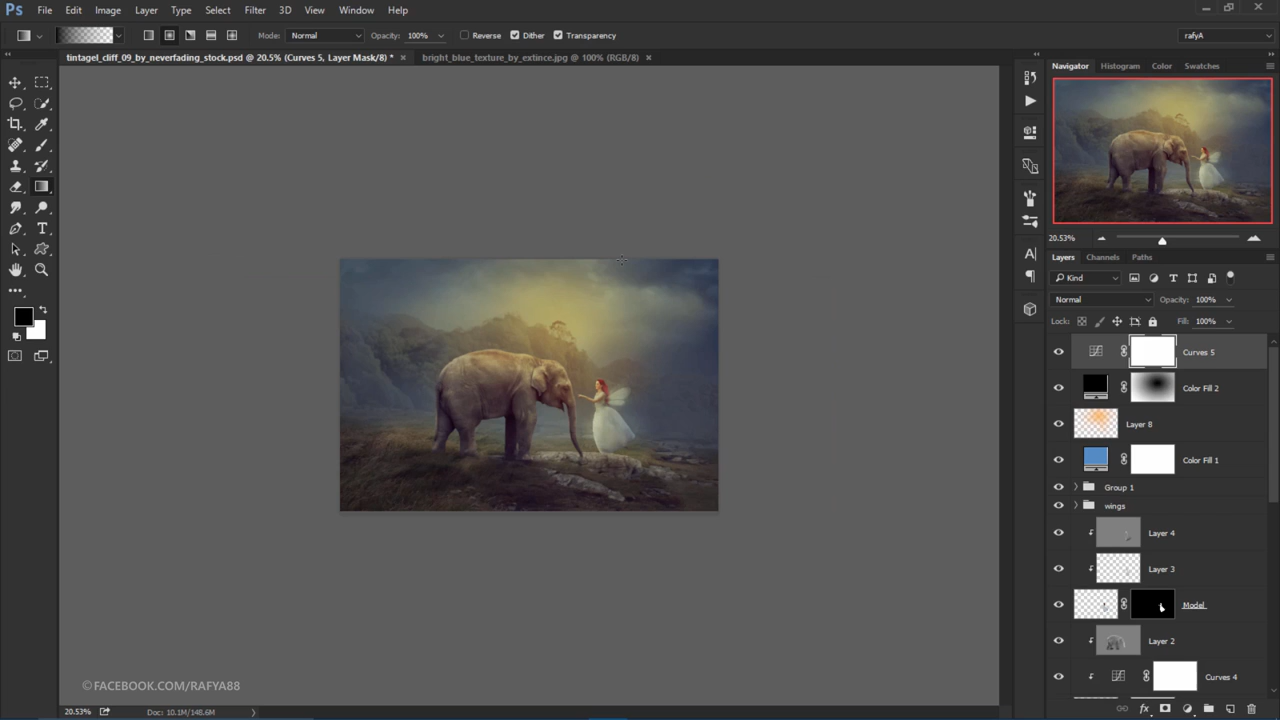 Ps File Edit Image Layer Type Select Filter 3D View Window Help
Mode: Normal Opacity: 100% Reverse Dither Transparency rafyA
tintagel_cliff_09_by_neverfading_stock.psd @ 20.5% (Curves 5, Layer Mask/8) * bright_blue_texture_by_extince.jpg @ 100% (RGB/8)
Navigator Histogram Color Swatches
20.53%
Layers Channels Paths
Kind
Normal Opacity: 100%
Lock: Fill: 100%
Curves 5
Color Fill 2
Layer 8
Color Fill 1
Group 1
wings
Layer 4
Layer 3
Model
Layer 2
Curves 4
©FACEBOOK.COM/RAFYA88
20.53% Doc: 10.1M/148.6M